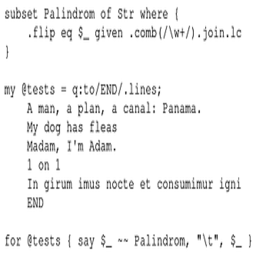 subset Palindrom of Str where {
    .flip eq $_ given .comb(/\w+/).join.lc
}

my @tests = q:to/END/.lines;
    A man, a plan, a canal: Panama.
    My dog has fleas
    Madam, I'm Adam.
    1 on 1
    In girum imus nocte et consumimur igni
    END

for @tests { say $_ ~~ Palindrom, "\t", $_ }